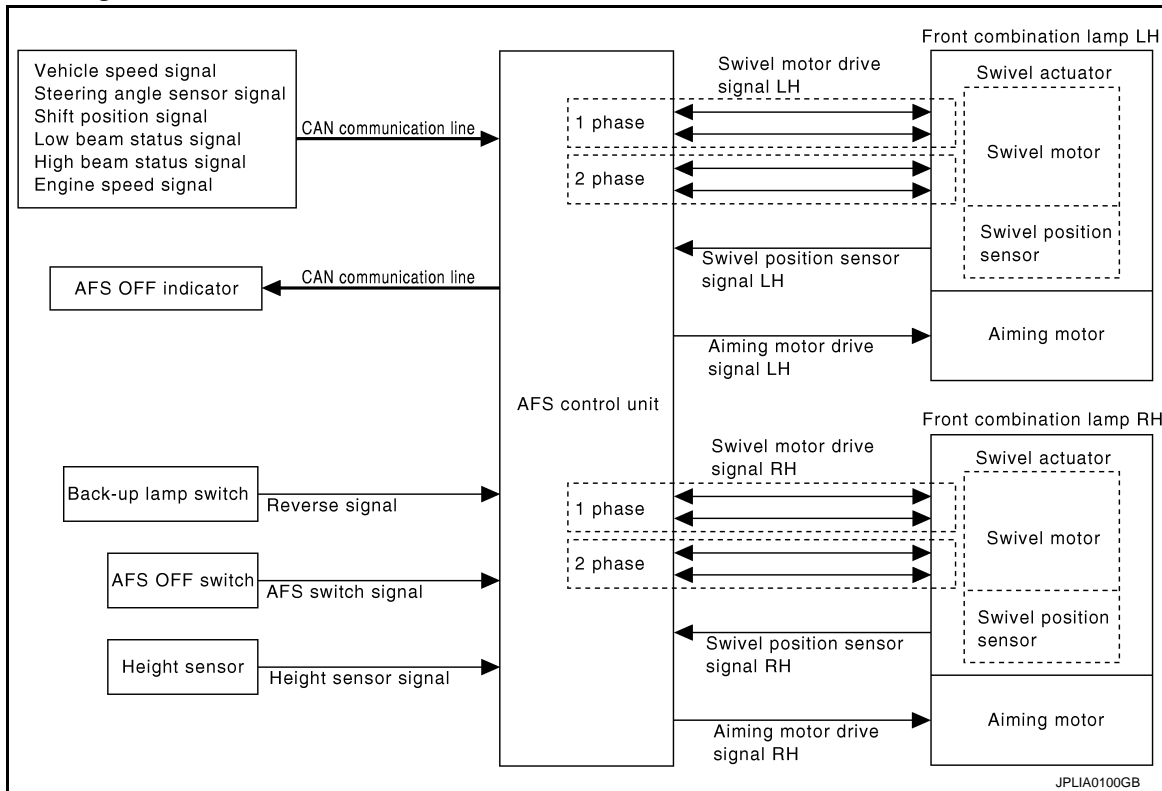 Vehicle speed signal
Steering angle sensor signal
Shift position signal
Low beam status signal
High beam status signal
Engine speed signal
CAN communication line
AFS OFF indicator
CAN communication line
Back-up lamp switch
Reverse signal
AFS OFF switch
AFS switch signal
Height sensor
Height sensor signal
AFS control unit
1 phase
2 phase
Swivel motor drive
signal LH
Swivel position sensor
signal LH
Aiming motor drive
signal LH
Front combination lamp LH
Swivel actuator
Swivel motor
Swivel position
sensor
Aiming motor
1 phase
2 phase
Swivel motor drive
signal RH
Swivel position sensor
signal RH
Aiming motor drive
signal RH
Front combination lamp RH
Swivel actuator
Swivel motor
Swivel position
sensor
Aiming motor
JPLIA0100GB